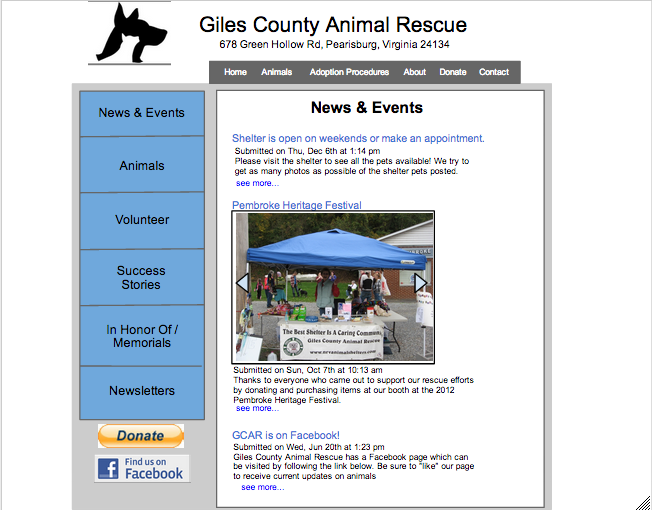 Giles County Animal Rescue
678 Green Hollow Rd, Pearisburg, Virginia 24134
Home Animals Adoption Procedures About Donate Contact
News & Events
Animals
Volunteer
Success
Stories
In Honor Of /
Memorials
Newsletters
Donate
Find us on
Facebook
News & Events
Shelter is open on weekends or make an appointment.
Submitted on Thu, Dec 6th at 1:14 pm
Please visit the shelter to see all the pets available! We try to
get as many photos as possible of the shelter pets posted.
see more...
Pembroke Heritage Festival
The Best Shelter Is A Caring Community
Giles County Animal Rescue
www.nrvanimalshelters.com
Submitted on Sun, Oct 7th at 10:13 am
Thanks to everyone who came out to support our rescue efforts
by donating and purchasing items at our booth at the 2012
Pembroke Heritage Festival.
see more...
GCAR is on Facebook!
Submitted on Wed, Jun 20th at 1:23 pm
Giles County Animal Rescue has a Facebook page which can
be visited by following the link below. Be sure to "like" our page
to receive current updates on animals
see more...